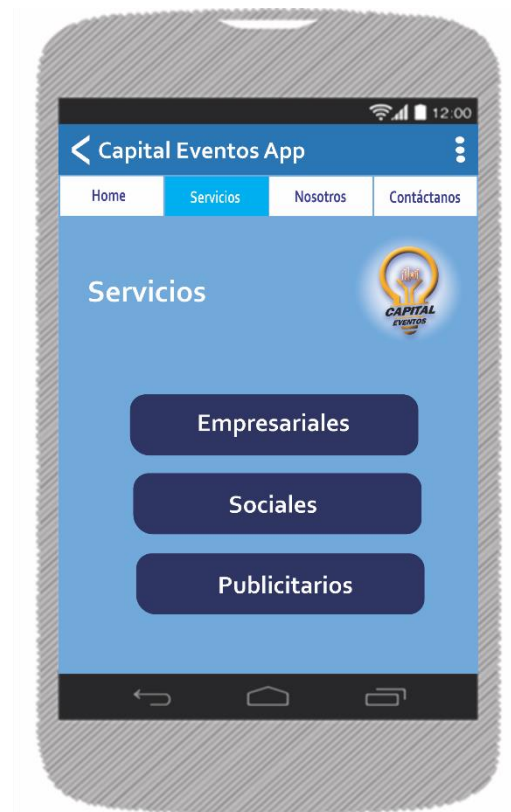 12:00
Capital Eventos App
Home Servicios Nosotros Contáctanos
Servicios
CAPITAL
EVENTOS
Empresariales
Sociales
Publicitarios